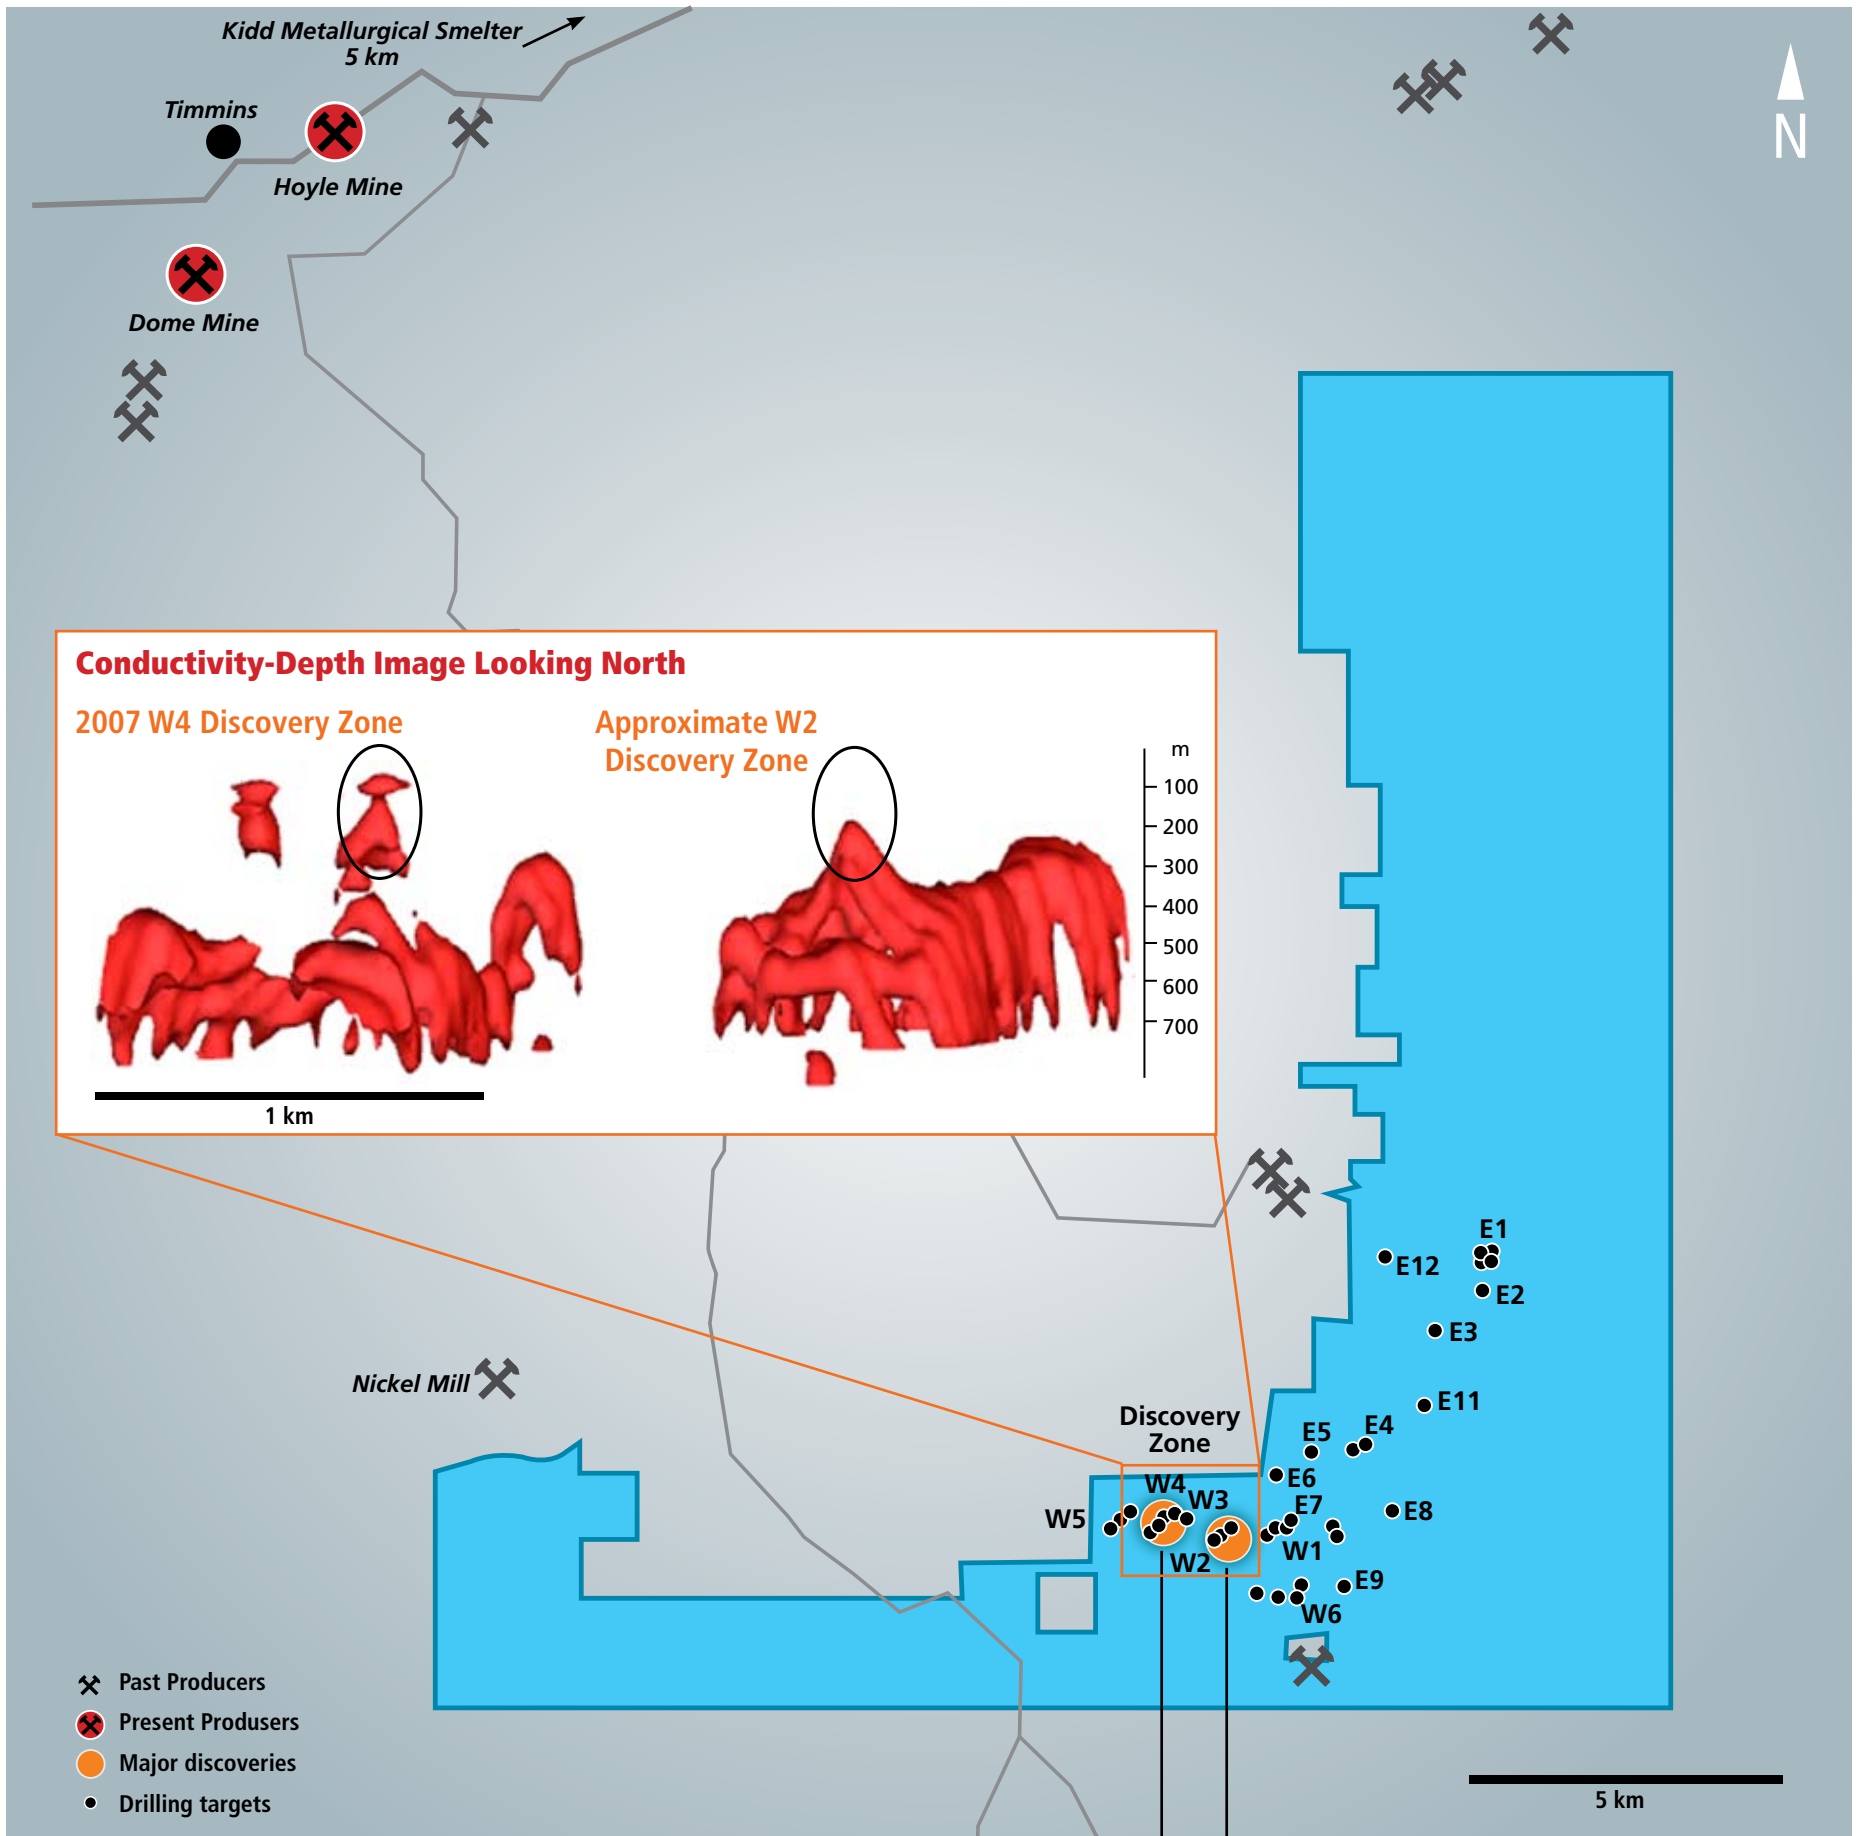 Kidd Metallurgical Smelter
5 km
Timmins
Hoyle Mine
Dome Mine
N
Conductivity-Depth Image Looking North
2007 W4 Discovery Zone
Approximate W2
Discovery Zone
m
100
200
300
400
500
600
700
1 km
E1
E12
E2
E3
Nickel Mill
E11
Discovery
Zone
E5
E4
E6
W4
W3
E7
E8
W5
W1
W2
E9
W6
Past Producers
Present Produsers
Major discoveries
Drilling targets
5 km